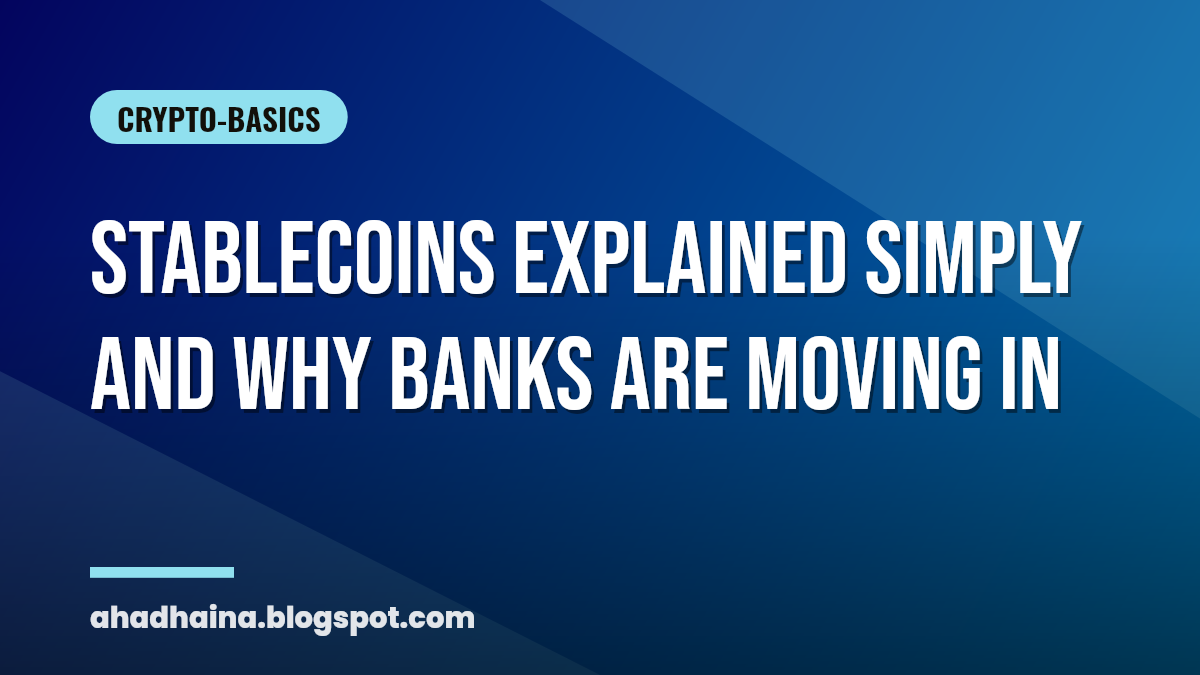 CRYPTO-BASICS
STABLECOINS EXPLAINED SIMPLY
AND WHY BANKS ARE MOVING IN
ahadhaina.blogspot.com